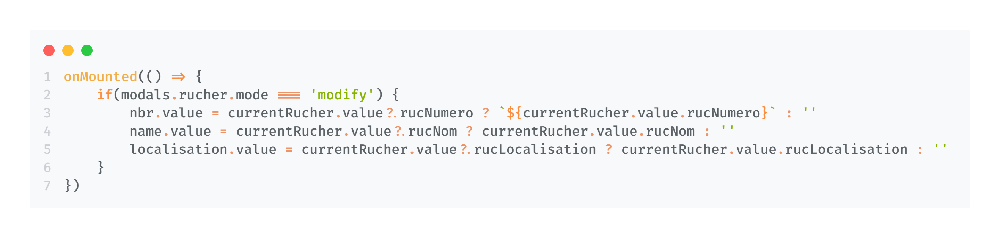 1 onMounted(() => {
2     if(modals.rucher.mode === 'modify') {
3         nbr.value = currentRucher.value?.rucNumero ? `${currentRucher.value.rucNumero}` : ''
4         name.value = currentRucher.value?.rucNom ? currentRucher.value.rucNom : ''
5         localisation.value = currentRucher.value?.rucLocalisation ? currentRucher.value.rucLocalisation : ''
6     }
7 })